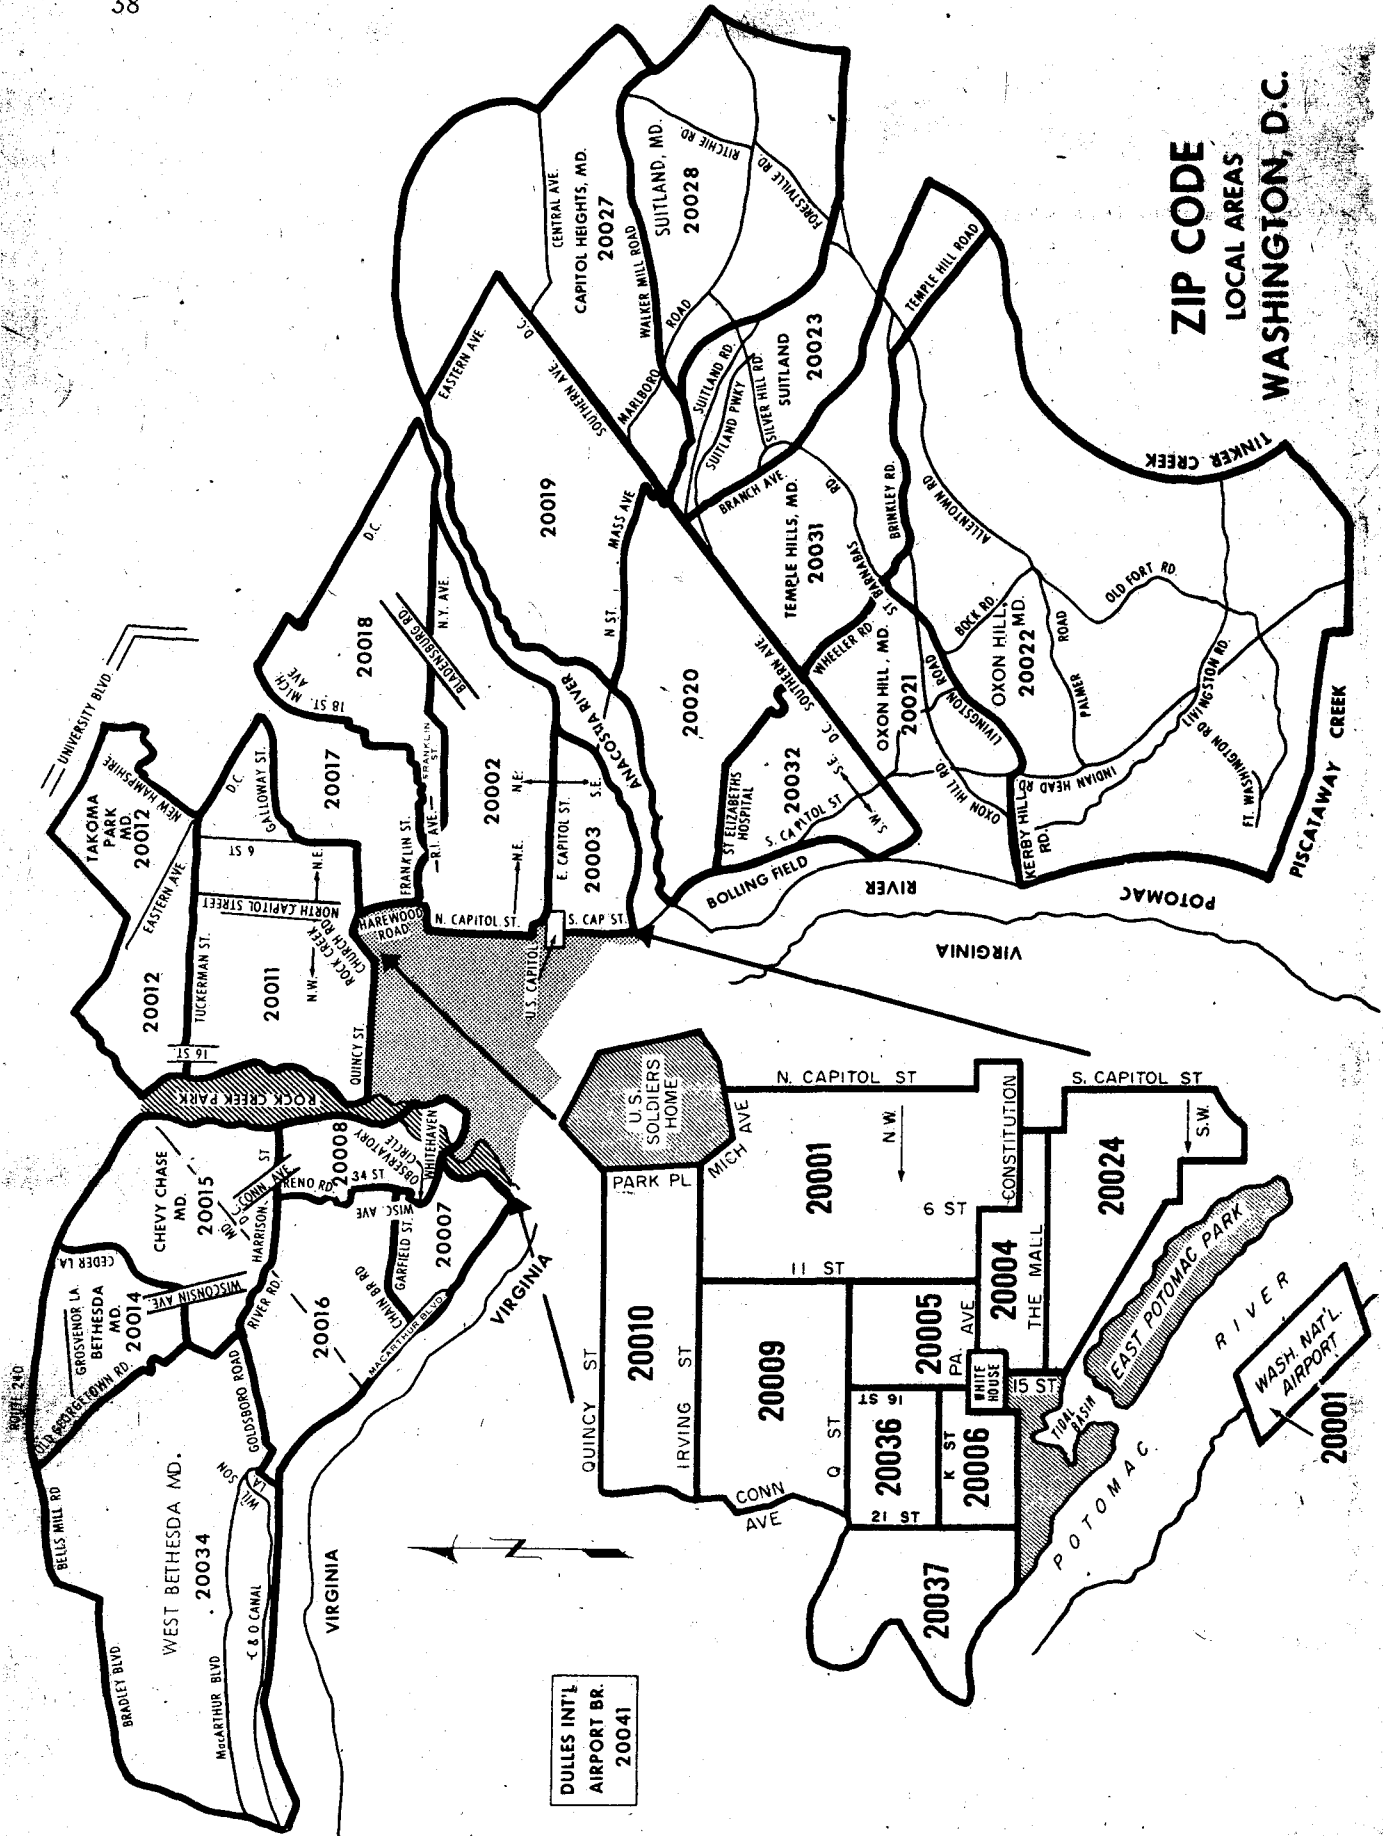 38
ZIP CODE
LOCAL AREAS
WASHINGTON, D.C.
ROUTE 240
BELLS MILL RD
BRADLEY BLVD
WEST BETHESDA MD.
20034
MacARTHUR BLVD
C & O CANAL
WILSON
LA
GOLDSBORO ROAD
OLD GEORGETOWN RD.
GROSVENOR LA.
BETHESDA
MD.
20014
CEDER LA.
WISCONSIN AVE
CHEVY CHASE
MD.
20015
MD.
D.C.
CONN. AVE
HARRISON ST
RIVER RD.
20016
RENO RD.
34 ST
20008
OBSERVATORY
CIRCLE
WHITEHAVEN
WISC. AVE
GARFIELD ST.
20007
CHAIN BR RD
MACARTHUR BLVD.
VIRGINIA
VIRGINIA
ROCK CREEK PARK
16 ST.
20012
TAKOMA
PARK
MD.
20012
NEW HAMPSHIRE
UNIVERSITY BLVD.
EASTERN AVE
TUCKERMAN ST.
20011
N.W.
N.E.
6 ST
NORTH CAPITOL STREET
ROCK CREEK
CHURCH RD
QUINCY ST.
D.C.
GALLOWAY ST.
20017
HAREWOOD
ROAD
FRANKLIN ST.
R.I. AVE.
FRANKLIN
ST.
18 ST.
MICH.
AVE
20018
D.C.
BLADENSBURG RD.
N.Y. AVE.
20002
N.E.
N.E.
S.E.
N. CAPITOL ST.
E. CAPITOL ST.
20003
S. CAP ST.
U.S. CAPITOL
ANACOSTIA RIVER
20019
EASTERN AVE.
D.C.
SOUTHERN AVE.
N ST.
MASS AVE
20020
ST ELIZABETHS
HOSPITAL
20032
S. CAPITOL ST
SOUTHERN AVE.
D.C.
S.E.
S.W.
BOLLING FIELD
RIVER
POTOMAC
VIRGINIA
CENTRAL AVE.
CAPITOL HEIGHTS, MD.
20027
WALKER MILL ROAD
SUITLAND, MD.
20028
RITCHIE RD.
FORESTVILLE RD.
MARLBORO
ROAD
SUITLAND RD.
SUITLAND PWKY
SILVER HILL RD.
SUITLAND
20023
BRANCH AVE.
TEMPLE HILLS, MD.
20031
TEMPLE HILL ROAD
ST. BARNABAS
RD.
BRINKLEY RD.
WHEELER RD.
OXON HILL, MD.
20021
OXON HILL RD.
LIVINGSTON
ROAD
BOCK RD.
ALLENTOWN RD
OXON HILL,
MD.
20022
PALMER
ROAD
OLD FORT RD.
LIVINGSTON RD.
INDIAN HEAD RD
KERBY HILL
RD.
FT. WASHINGTON RD
TINKER CREEK
PISCATAWAY CREEK
U.S.
SOLDIERS
HOME
PARK PL
MICH AVE
N. CAPITOL ST
20001
N.W.
6 ST
CONSTITUTION
S. CAPITOL ST
20024
S.W.
QUINCY ST
20010
IRVING ST
11 ST
20009
CONN
AVE
Q ST
20005
PA. AVE
20004
THE MALL
WHITE
HOUSE
15 ST
16 ST
20036
K ST
20006
21 ST
20037
TIDAL
BASIN
EAST POTOMAC PARK
POTOMAC
RIVER
WASH. NAT'L.
AIRPORT
20001
N
DULLES INT'L
AIRPORT BR.
20041